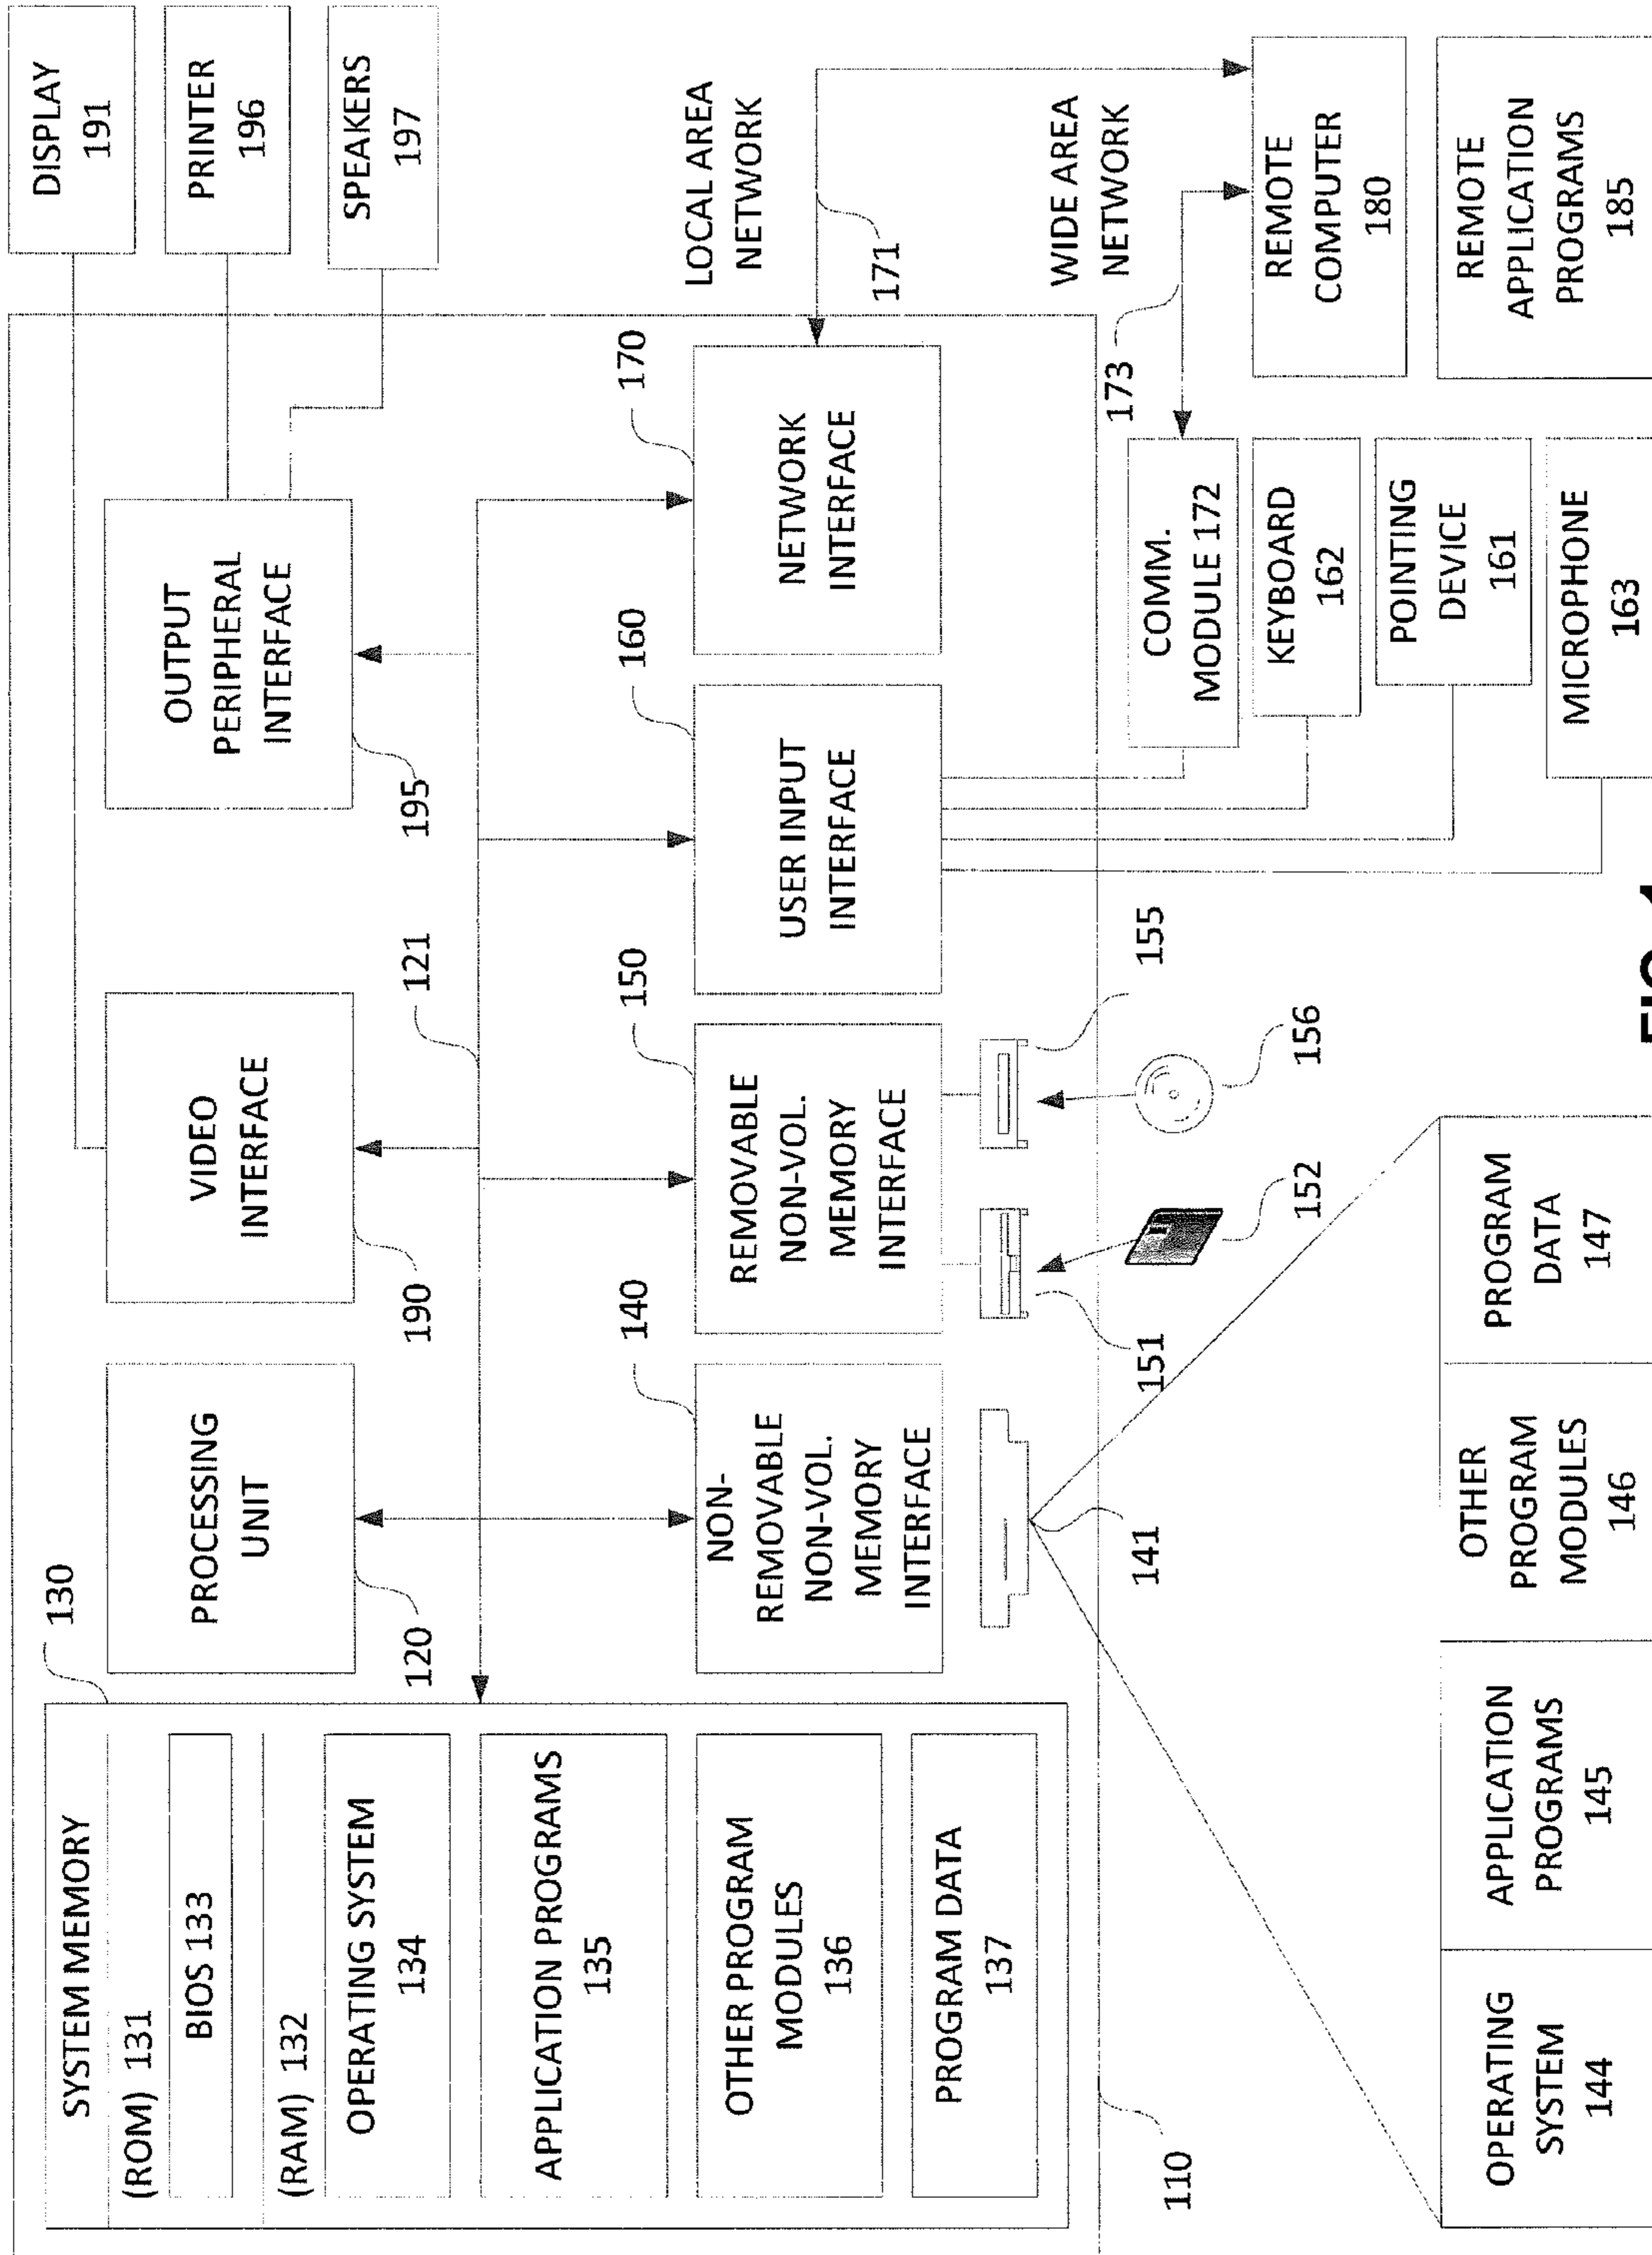 SYSTEM MEMORY
(ROM) 131
BIOS 133
(RAM) 132
OPERATING SYSTEM
134
APPLICATION PROGRAMS
135
OTHER PROGRAM
MODULES
136
PROGRAM DATA
137
130
PROCESSING
UNIT
120
VIDEO
INTERFACE
190
121
OUTPUT
PERIPHERAL
INTERFACE
195
DISPLAY
191
PRINTER
196
SPEAKERS
197
NON-
REMOVABLE
NON-VOL.
MEMORY
INTERFACE
140
REMOVABLE
NON-VOL.
MEMORY
INTERFACE
150
USER INPUT
INTERFACE
160
NETWORK
INTERFACE
170
LOCAL AREA
NETWORK
171
WIDE AREA
NETWORK
173
141
151
152
155
156
110
COMM.
MODULE 172
KEYBOARD
162
POINTING
DEVICE
161
MICROPHONE
163
REMOTE
COMPUTER
180
REMOTE
APPLICATION
PROGRAMS
185
OPERATING
SYSTEM
144
APPLICATION
PROGRAMS
145
OTHER
PROGRAM
MODULES
146
PROGRAM
DATA
147